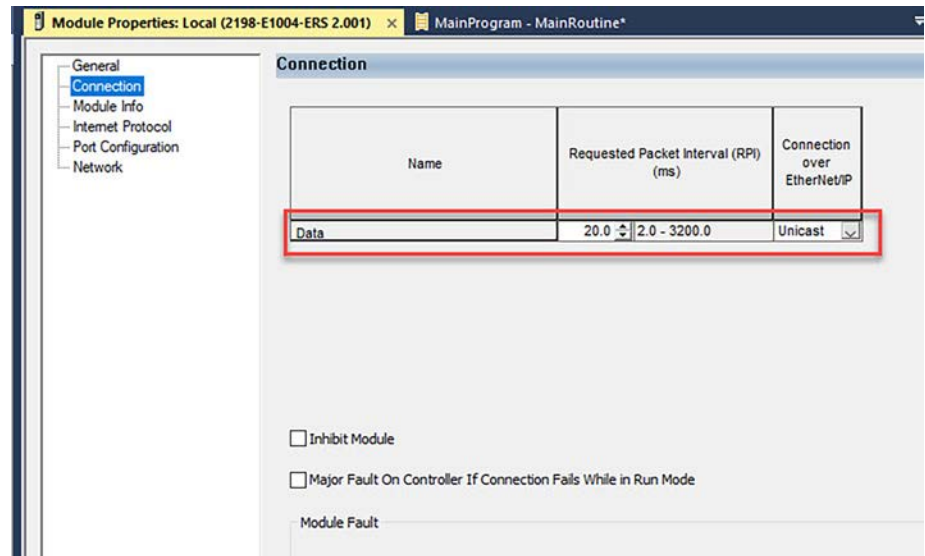 Module Properties: Local (2198-E1004-ERS 2.001) × MainProgram - MainRoutine*
General
Connection
Module Info
Internet Protocol
Port Configuration
Network
Connection
Name
Requested Packet Interval (RPI)
(ms)
Connection
over
EtherNet/IP
Data 20.0 2.0 - 3200.0 Unicast
Inhibit Module
Major Fault On Controller If Connection Fails While in Run Mode
Module Fault